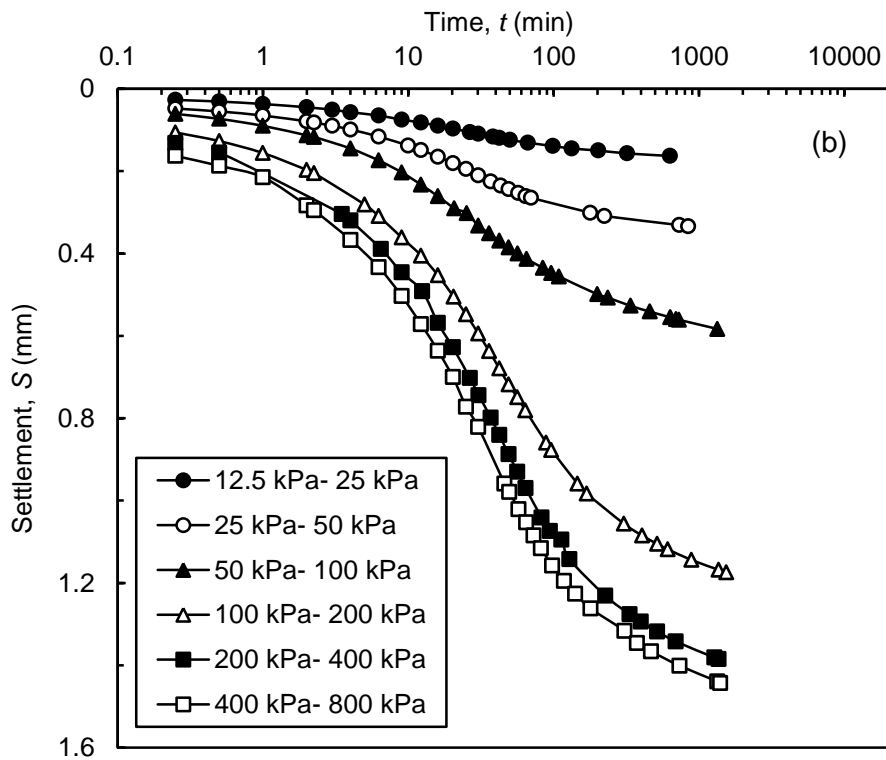 Time, t (min)
0.1 1 10 100 1000 10000
0
0.4
0.8
1.2
1.6
Settlement, S (mm)
(b)
12.5 kPa- 25 kPa
25 kPa- 50 kPa
50 kPa- 100 kPa
100 kPa- 200 kPa
200 kPa- 400 kPa
400 kPa- 800 kPa